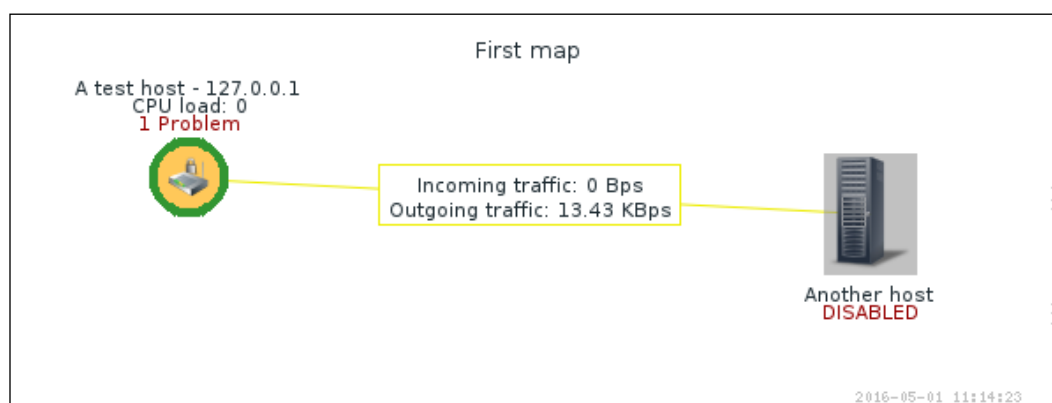 First map
A test host - 127.0.0.1
CPU load: 0
1 Problem
Incoming traffic: 0 Bps
Outgoing traffic: 13.43 KBps
Another host
DISABLED
2016-05-01 11:14:23